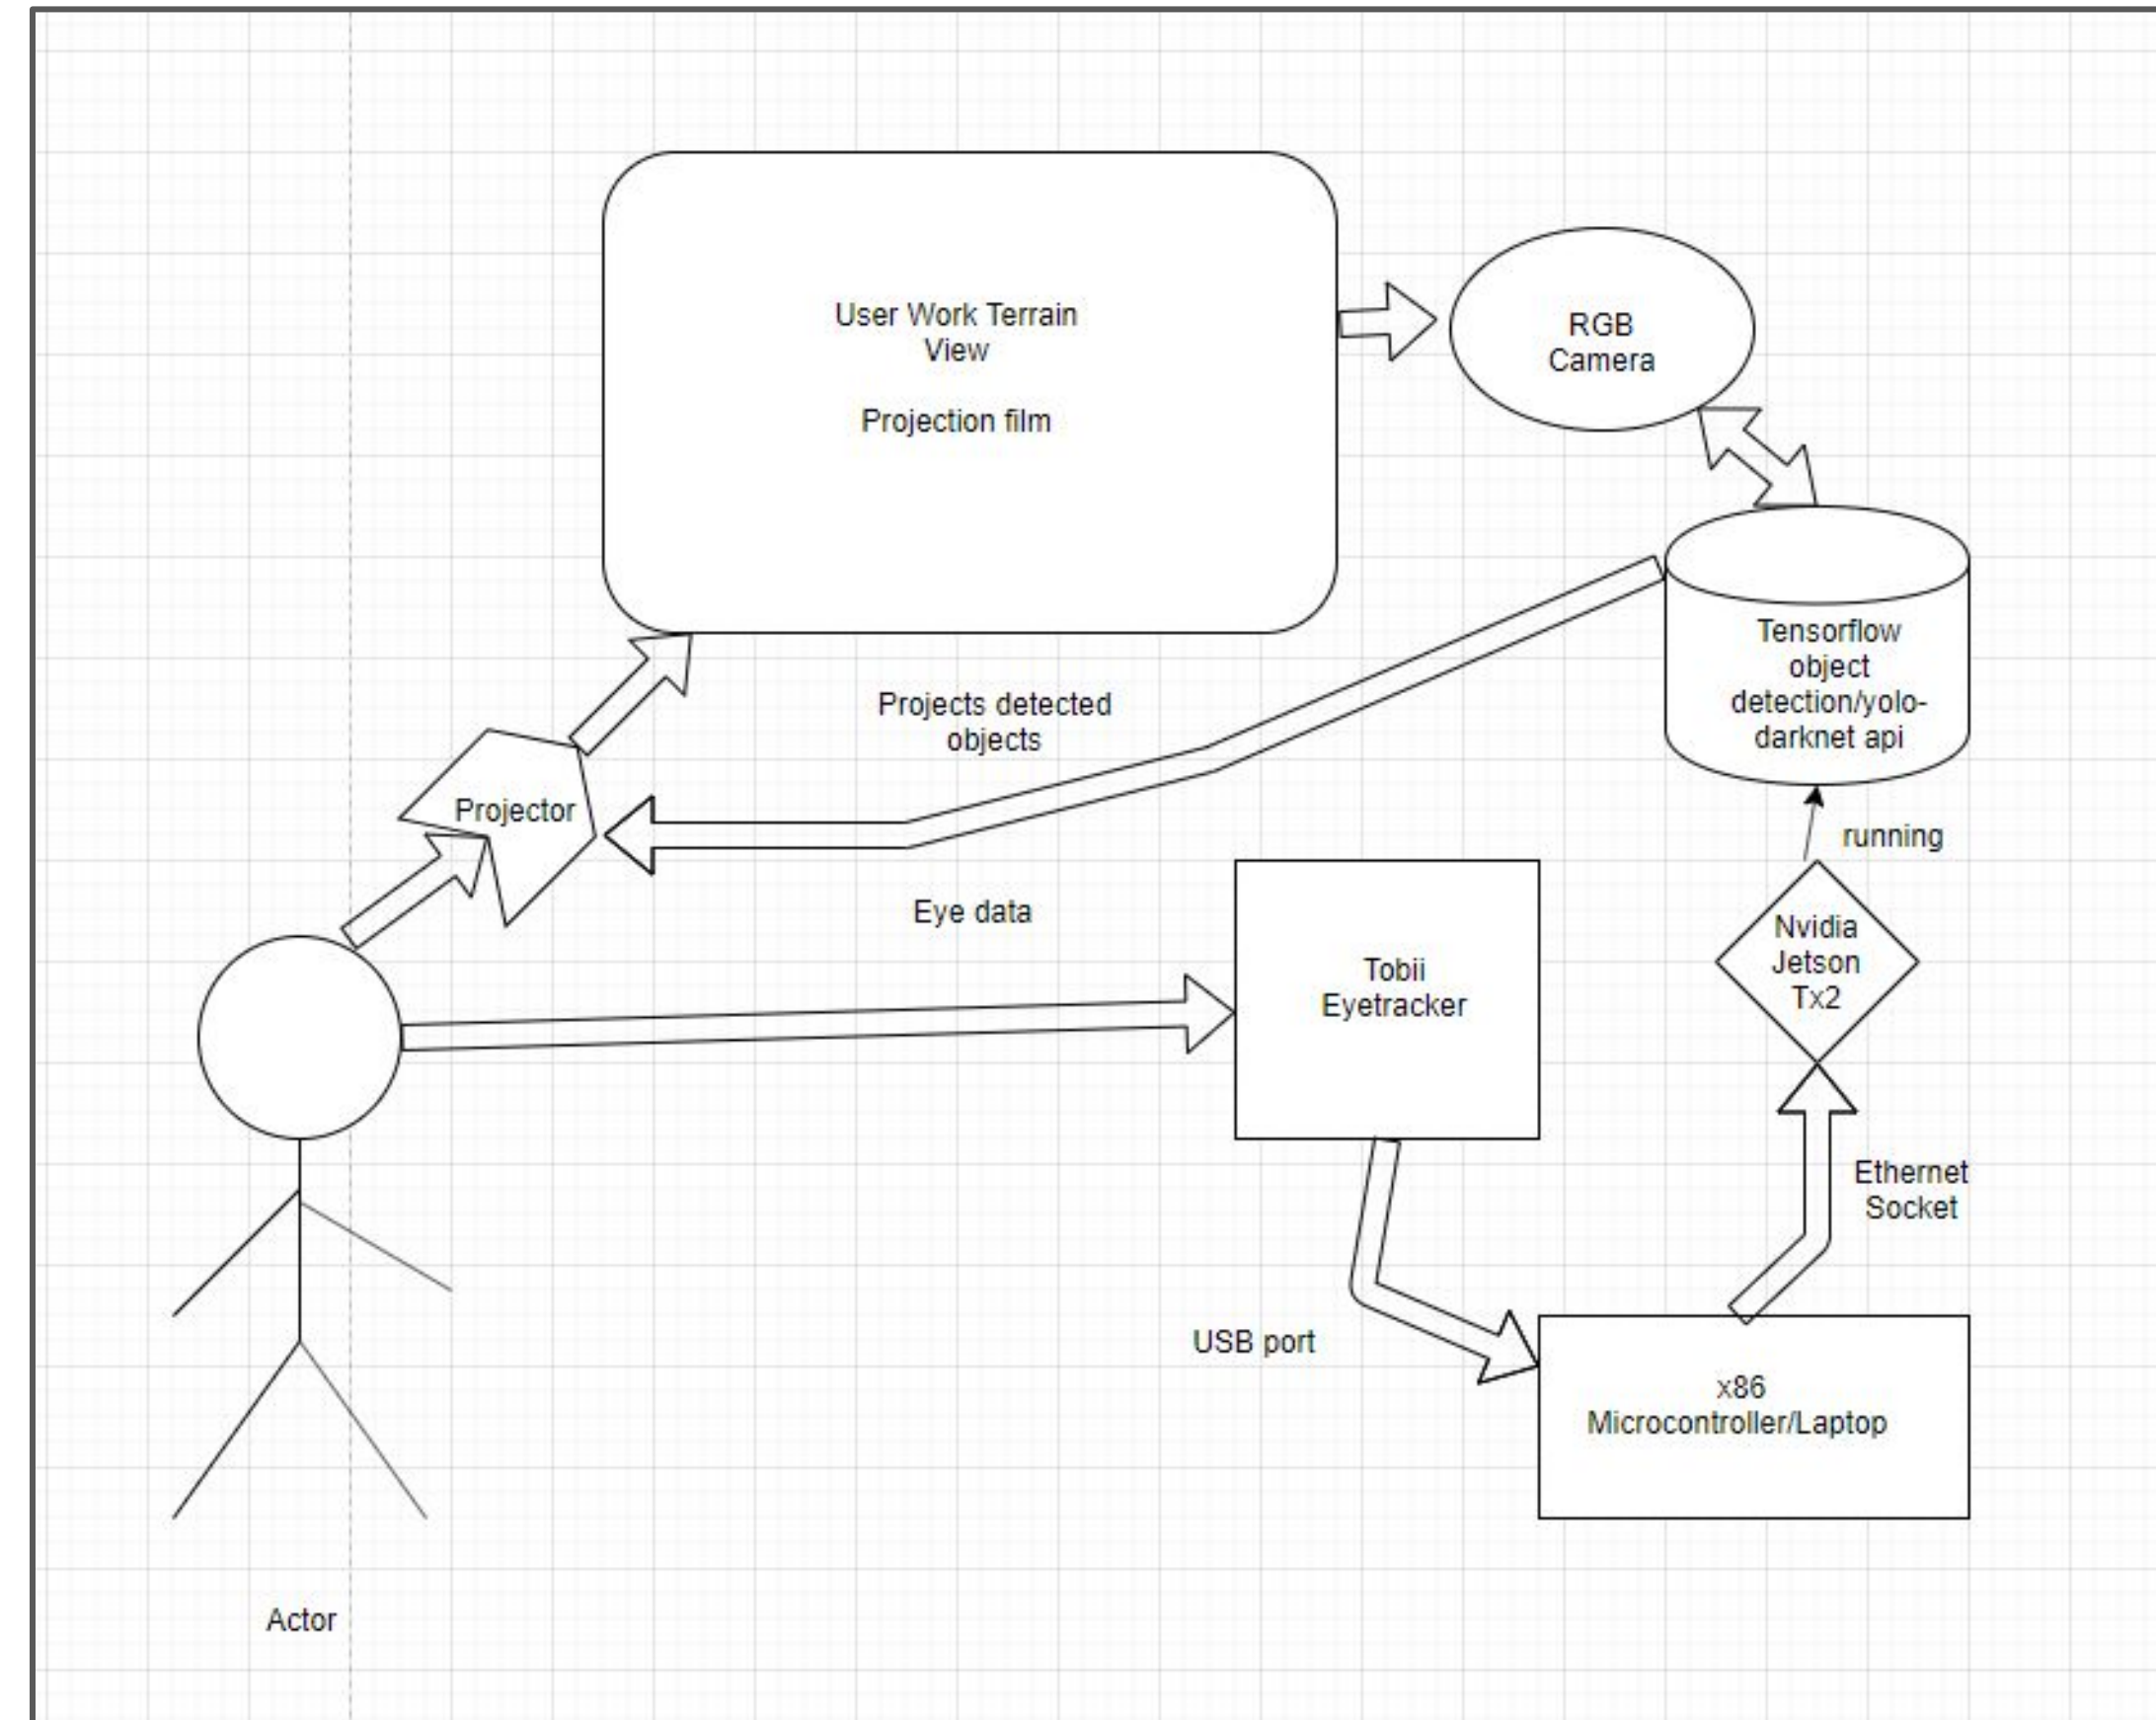 User Work Terrain
View
Projection film
RGB
Camera
Tensorflow
object
detection/yolo-
darknet api
Projects detected
objects
Projector
running
Eye data
Nvidia
Jetson
Tx2
Tobii
Eyetracker
Ethernet
Socket
USB port
x86
Microcontroller/Laptop
Actor